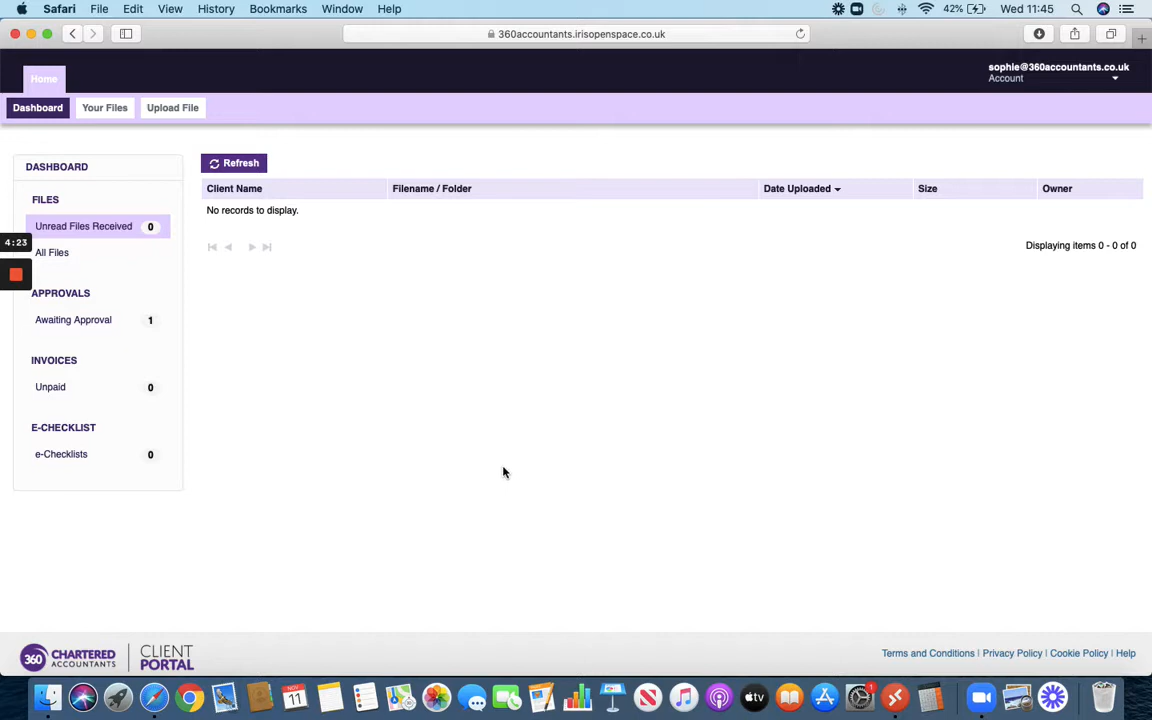 Safari File Edit View History Bookmarks Window Help 42% Wed 11:45
360accountants.irisopenspace.co.uk
Home
sophie@360accountants.co.uk
Account
Dashboard Your Files Upload File
DASHBOARD
FILES
Unread Files Received 0
All Files
APPROVALS
Awaiting Approval 1
INVOICES
Unpaid 0
E-CHECKLIST
e-Checklists 0
4:23
Refresh
Client Name Filename / Folder Date Uploaded Size Owner
No records to display.
Displaying items 0 - 0 of 0
360 CHARTERED ACCOUNTANTS | CLIENT PORTAL
Terms and Conditions | Privacy Policy | Cookie Policy | Help
NOV
11
tv
1